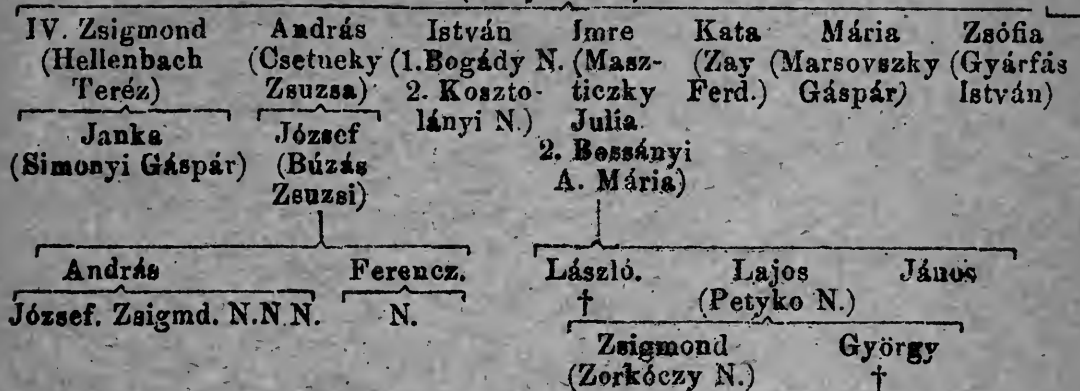 IV. Zsigmond András István Imre Kata Mária Zsófia
(Hellenbach (Csetneky (1.Bogády N. (Masz- (Zay (Marsovszky (Gyárfás
Teréz) Zsuzsa) 2. Koszto- ticzky Ferd.) Gáspár) István)
Janka József lányi N.) Julia
(Simonyi Gáspár) (Búzás 2. Bossányi
Zsuzsi) A. Mária)
András Ferencz. László. Lajos János
József. Zsigmd. N.N.N. N. † (Petyko N.)
Zsigmond György
(Zorkóczy N.) †